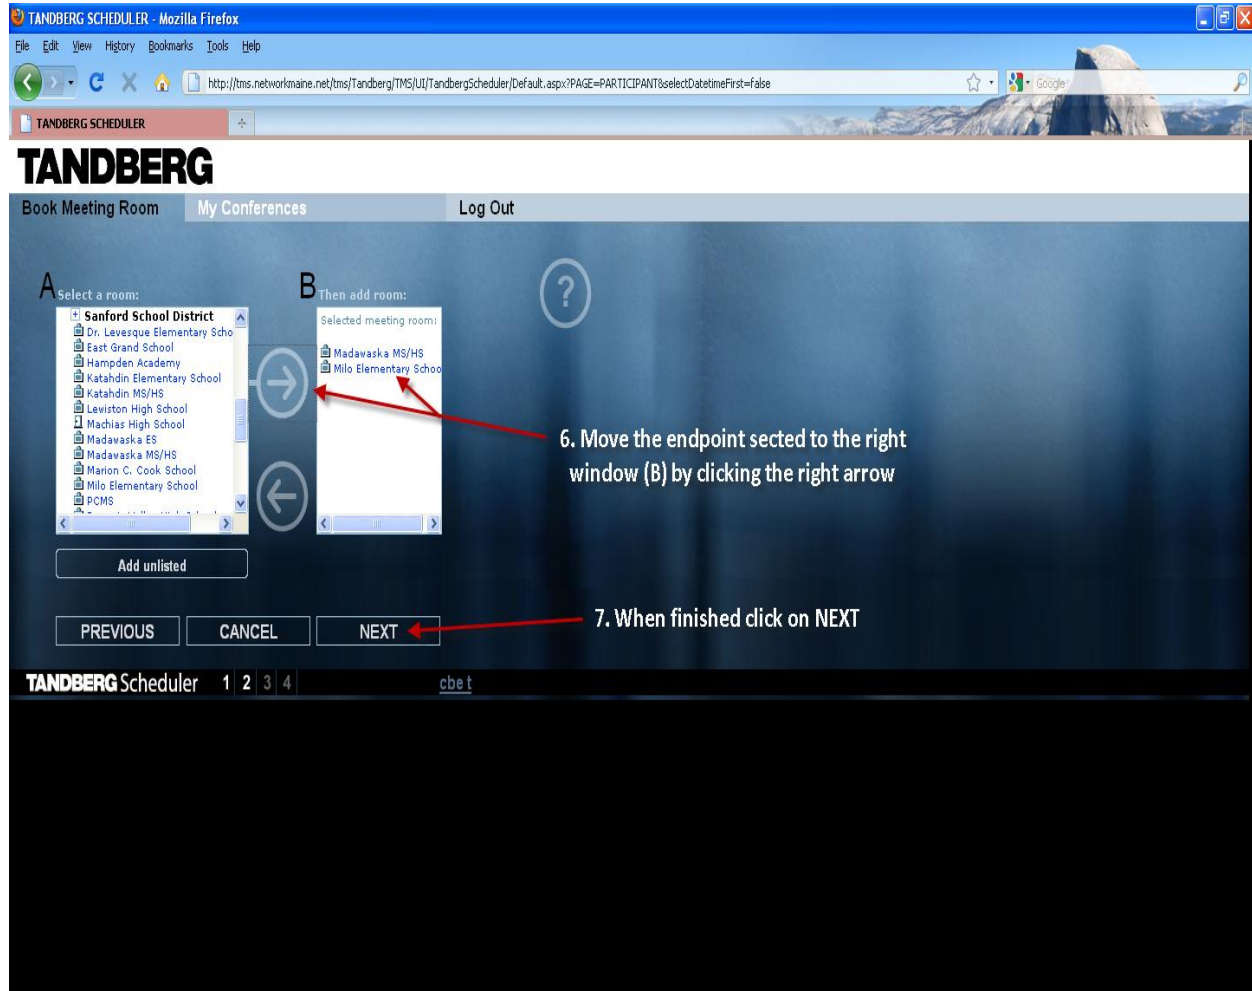 TANDBERG SCHEDULER - Mozilla Firefox
File Edit View History Bookmarks Tools Help
http://tms.networkmaine.net/tms/Tandberg/TMS/UI/TandbergScheduler/Default.aspx?PAGE=PARTICIPANT&selectDatetimeFirst=false
Google
TANDBERG SCHEDULER
TANDBERG
Book Meeting Room My Conferences Log Out
A Select a room:
Sanford School District
Dr. Levesque Elementary Scho
East Grand School
Hampden Academy
Katahdin Elementary School
Katahdin MS/HS
Lewiston High School
Machias High School
Madawaska ES
Madawaska MS/HS
Marion C. Cook School
Milo Elementary School
PCMS
Add unlisted
B Then add room:
Selected meeting room:
Madawaska MS/HS
Milo Elementary Schoo
?
6. Move the endpoint sected to the right
window (B) by clicking the right arrow
7. When finished click on NEXT
PREVIOUS CANCEL NEXT
TANDBERG Scheduler 1 2 3 4 cbe t